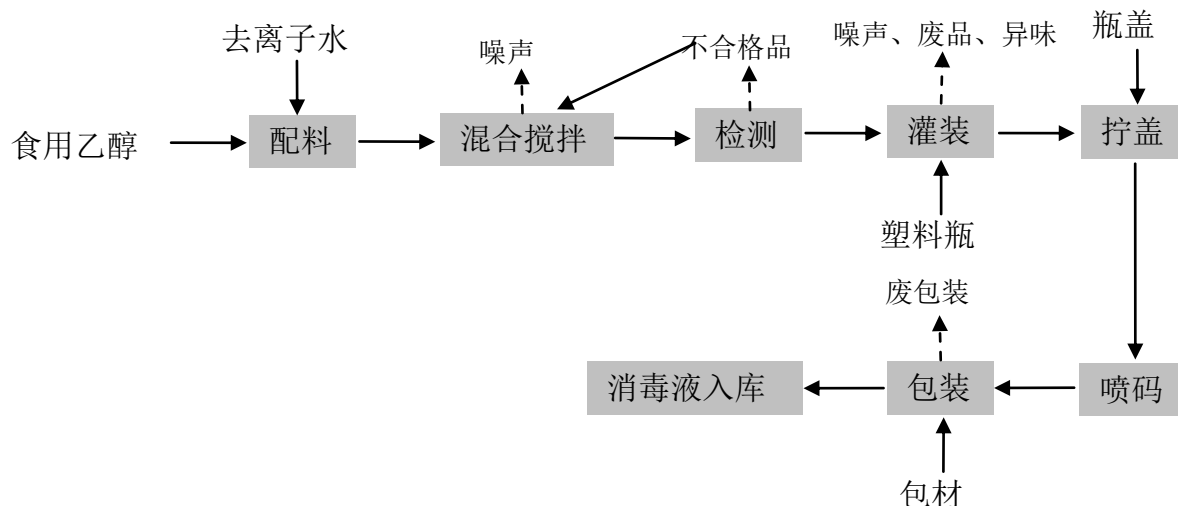 去离子水
噪声
不合格品
噪声、废品、异味
瓶盖
食用乙醇
配料
混合搅拌
检测
灌装
拧盖
塑料瓶
废包装
消毒液入库
包装
喷码
包材